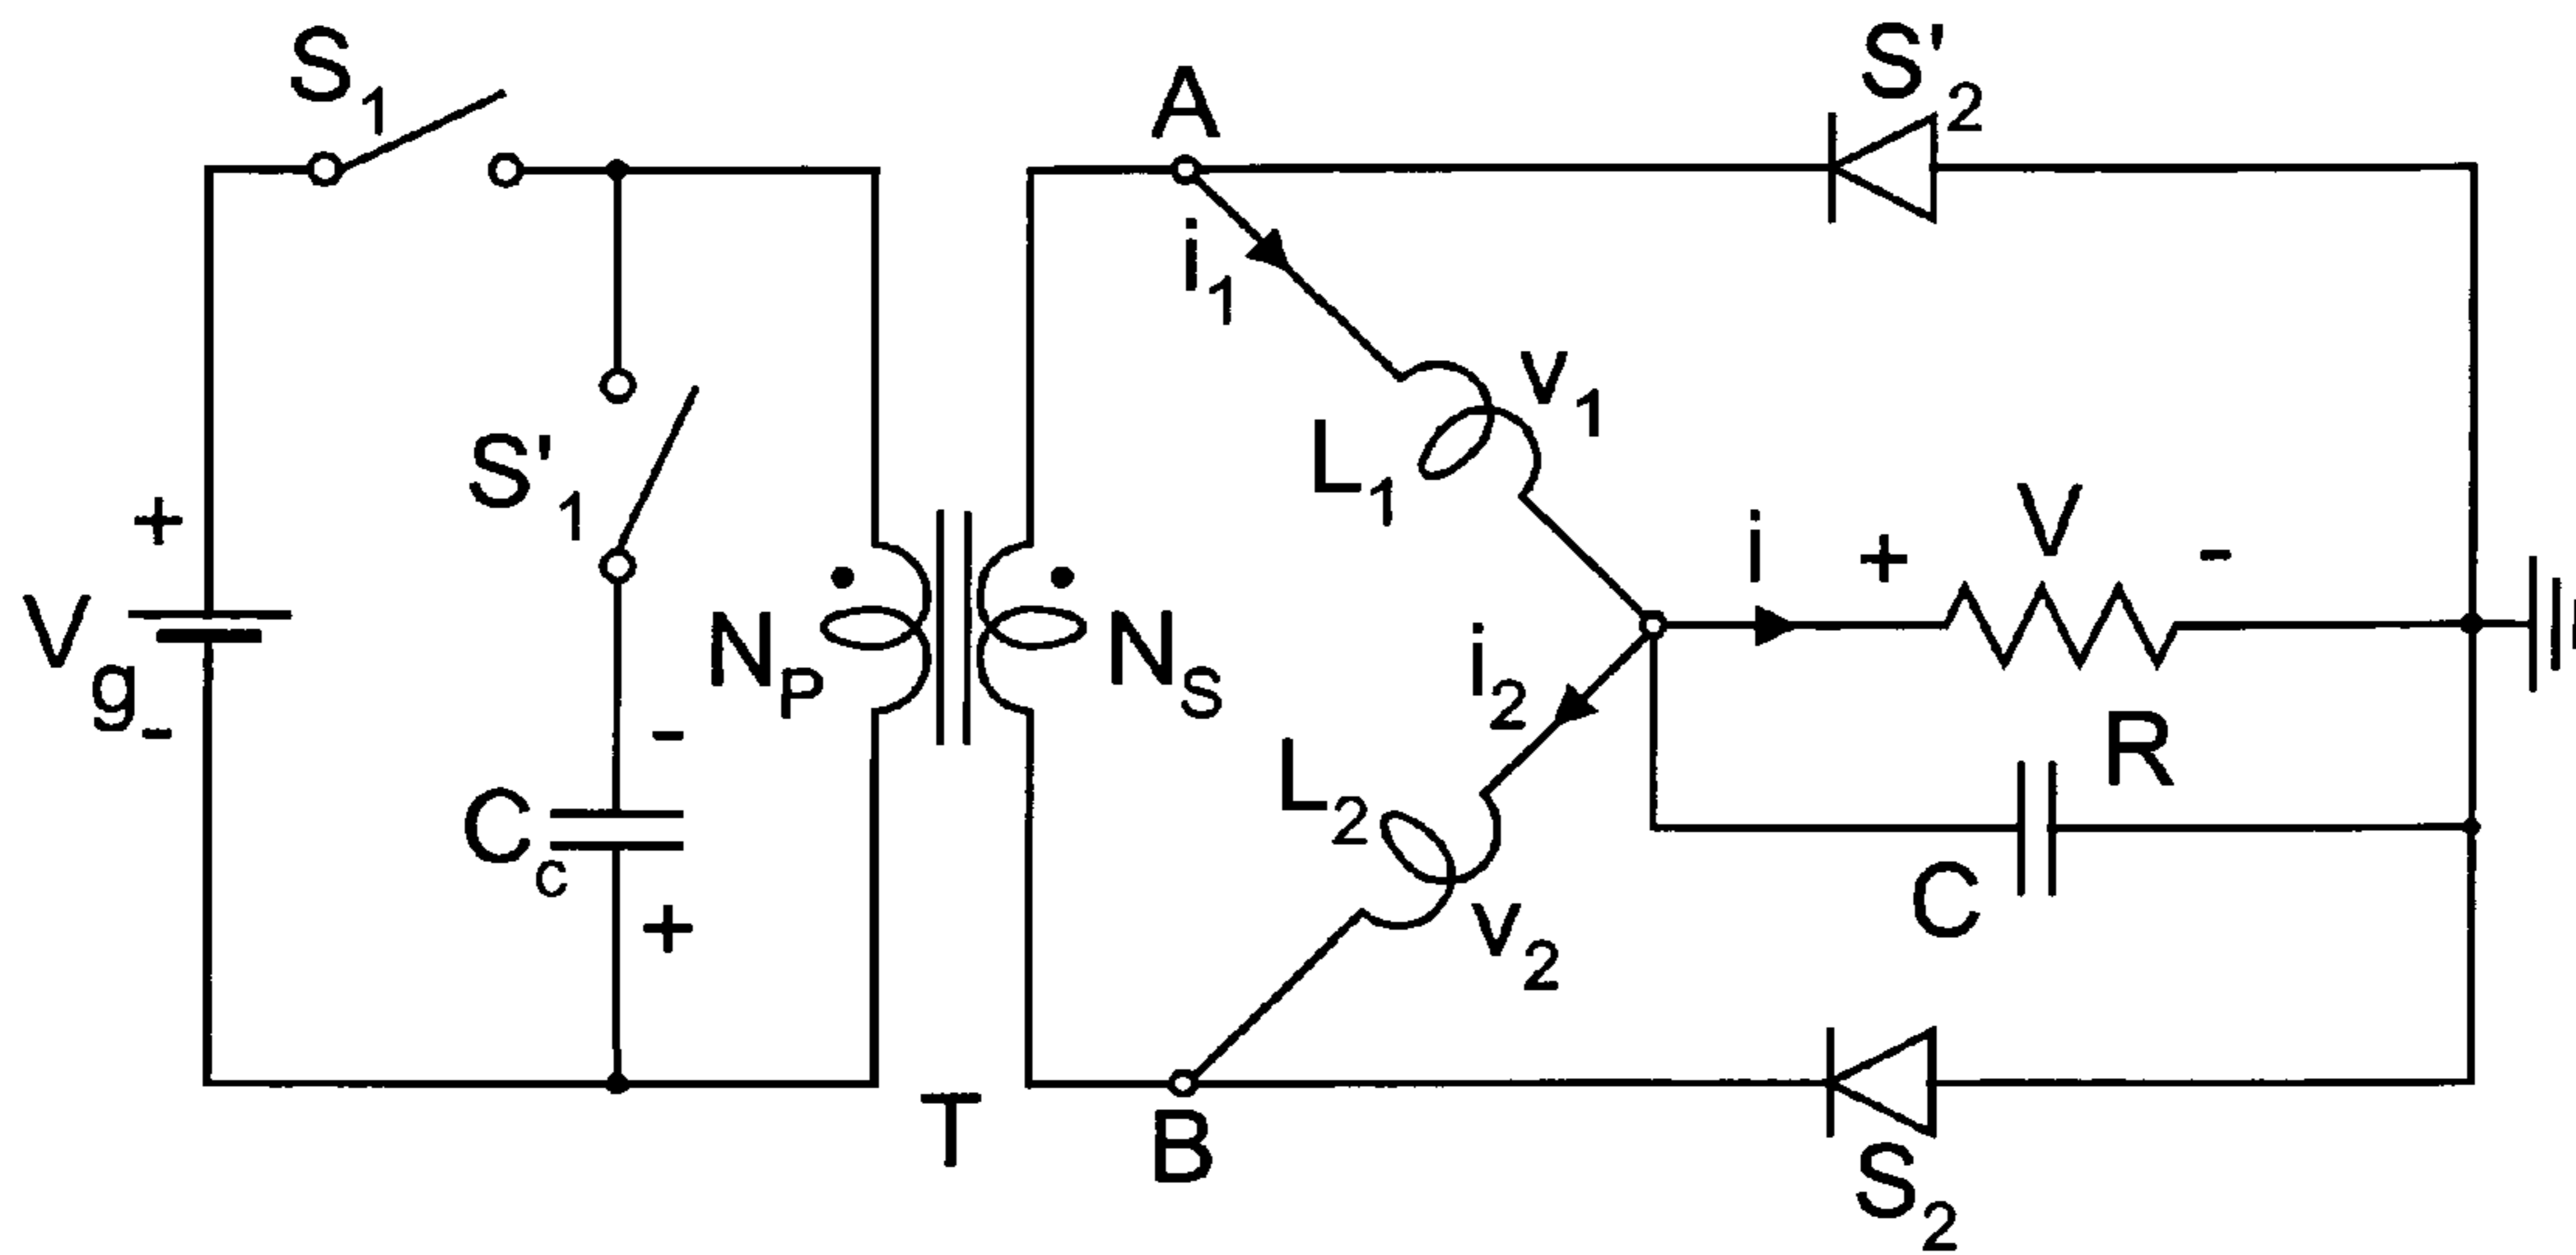 S1
A
S'2
i1
v1
L1
S'1
+
Vg
-
i
+
V
-
NP
NS
i2
-
Cc
+
L2
v2
R
C
T
B
S2